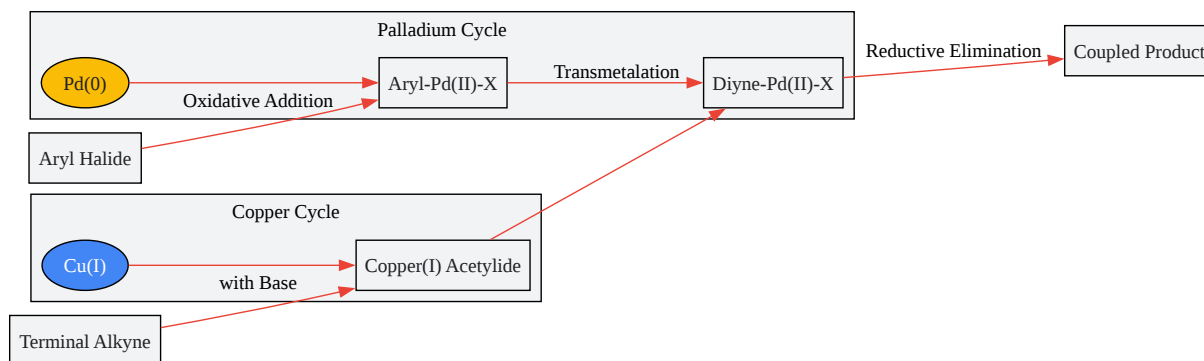 Palladium Cycle
Pd(0)
Oxidative Addition
Aryl-Pd(II)-X
Transmetalation
Diyne-Pd(II)-X
Reductive Elimination
Coupled Product
Aryl Halide
Copper Cycle
Cu(I)
with Base
Copper(I) Acetylide
Terminal Alkyne